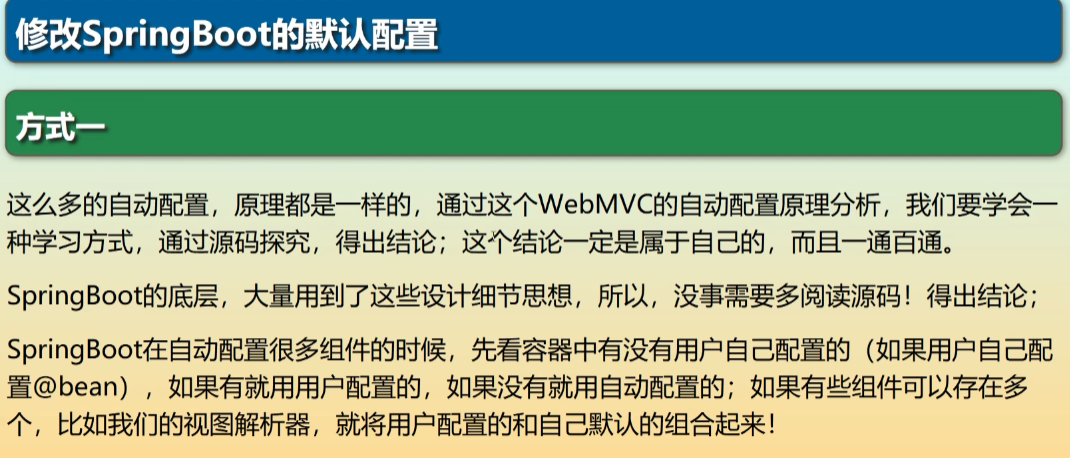 修改SpringBoot的默认配置
方式一
这么多的自动配置，原理都是一样的，通过这个WebMVC的自动配置原理分析，我们要学会一
种学习方式，通过源码探究，得出结论；这个结论一定是属于自己的，而且一通百通。
SpringBoot的底层，大量用到了这些设计细节思想，所以，没事需要多阅读源码！得出结论；
SpringBoot在自动配置很多组件的时候，先看容器中有没有用户自己配置的（如果用户自己配
置@bean），如果有就用用户配置的，如果没有就用自动配置的；如果有些组件可以存在多
个，比如我们的视图解析器，就将用户配置的和自己默认的组合起来！